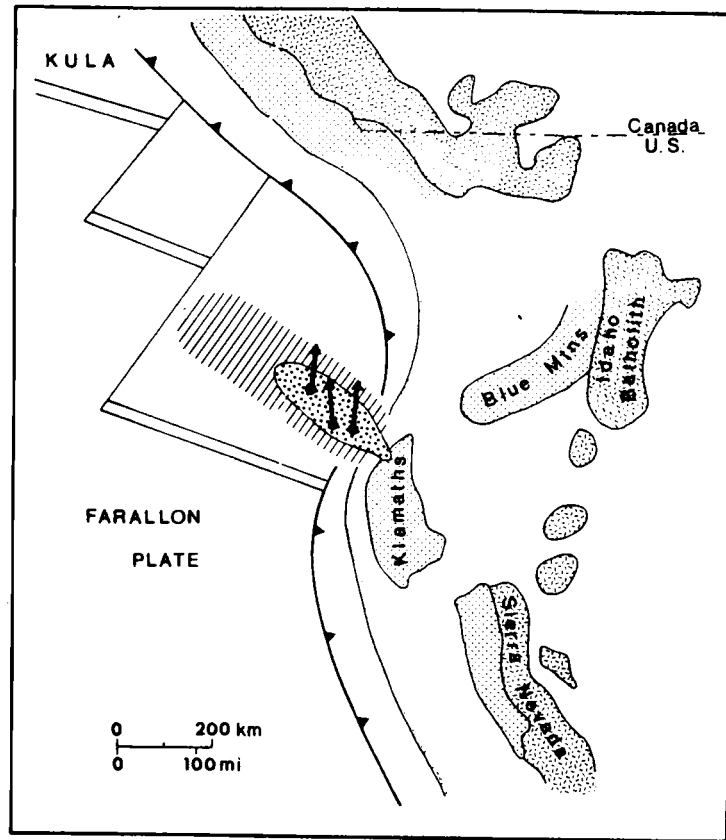 KULA
Canada
U.S.
Blue Mtns
Idaho
Batholith
Klamaths
FARALLON
PLATE
Sierra Nevada
0 200 km
0 100 mi